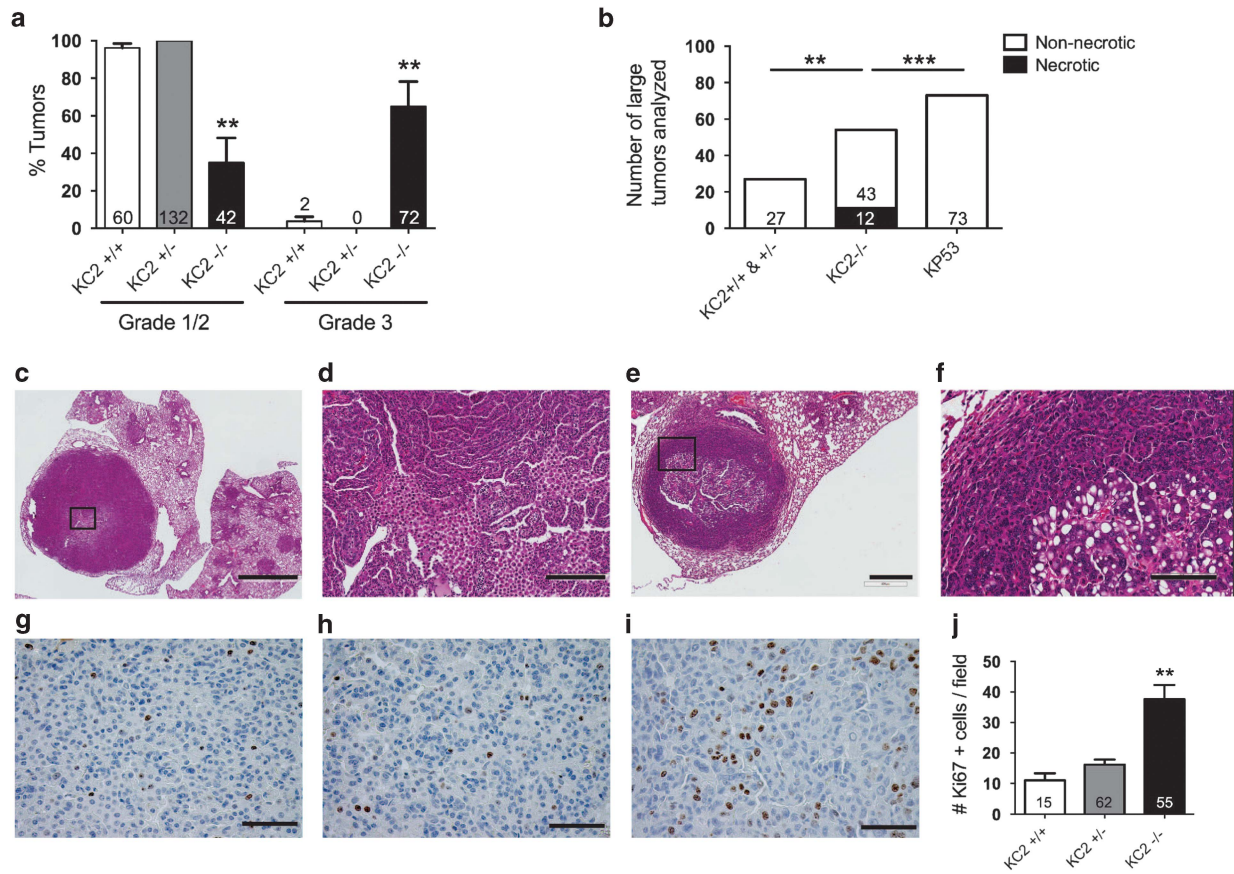 a
% Tumors
100
80
60
40
20
0
60
132
42
2
0
72
**
**
KC2 +/+
KC2 +/-
KC2 -/-
KC2 +/+
KC2 +/-
KC2 -/-
Grade 1/2
Grade 3
b
Number of large
tumors analyzed
100
80
60
40
20
0
**
***
27
43
12
73
KC2+/+ & +/-
KC2-/-
KP53
Non-necrotic
Necrotic
c
d
e
f
g
h
i
j
# Ki67 + cells / field
50
40
30
20
10
0
**
15
62
55
KC2 +/+
KC2 +/-
KC2 -/-